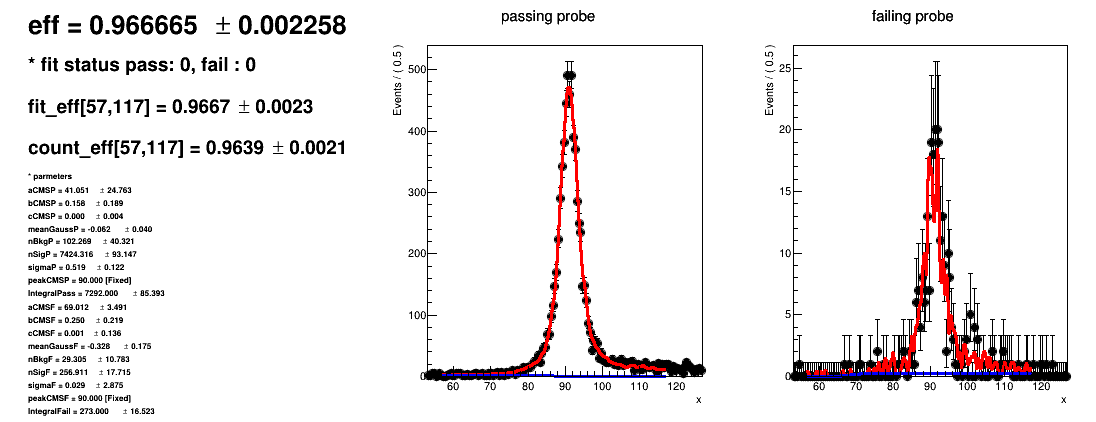 eff = 0.966665 ± 0.002258
* fit status pass: 0, fail : 0
fit_eff[57,117] = 0.9667 ± 0.0023
count_eff[57,117] = 0.9639 ± 0.0021
* parmeters
aCMSP = 41.051 ± 24.763
bCMSP = 0.158 ± 0.189
cCMSP = 0.000 ± 0.004
meanGaussP = -0.062 ± 0.040
nBkgP = 102.269 ± 40.321
nSigP = 7424.316 ± 93.147
sigmaP = 0.519 ± 0.122
peakCMSP = 90.000 [Fixed]
IntegralPass = 7292.000 ± 85.393
aCMSF = 69.012 ± 3.491
bCMSF = 0.250 ± 0.219
cCMSF = 0.001 ± 0.136
meanGaussF = -0.328 ± 0.175
nBkgF = 29.305 ± 10.783
nSigF = 256.911 ± 17.715
sigmaF = 0.029 ± 2.875
peakCMSF = 90.000 [Fixed]
IntegralFail = 273.000 ± 16.523
passing probe
Events / ( 0.5 )
500
400
300
200
100
0
60 70 80 90 100 110 120
x
failing probe
Events / ( 0.5 )
25
20
15
10
5
0
60 70 80 90 100 110 120
x